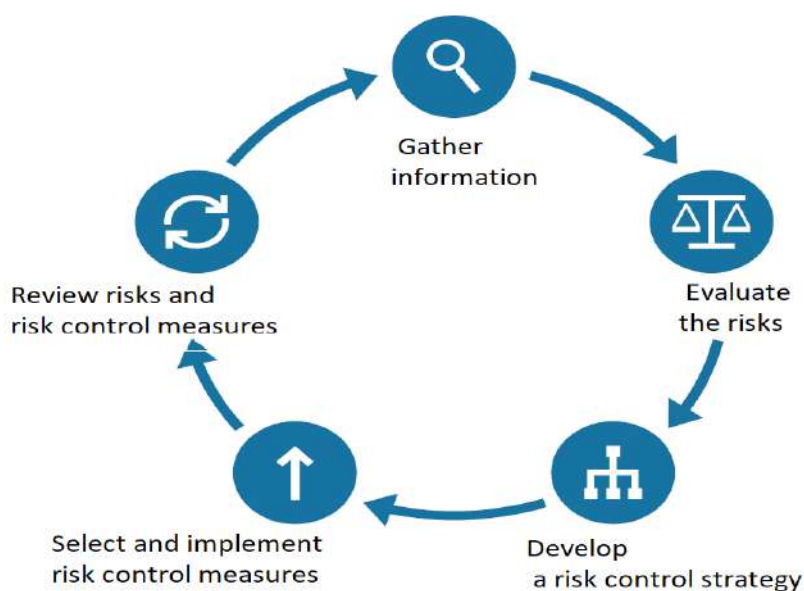 Gather
information
Evaluate
the risks
Develop
a risk control strategy
Select and implement
risk control measures
Review risks and
risk control measures